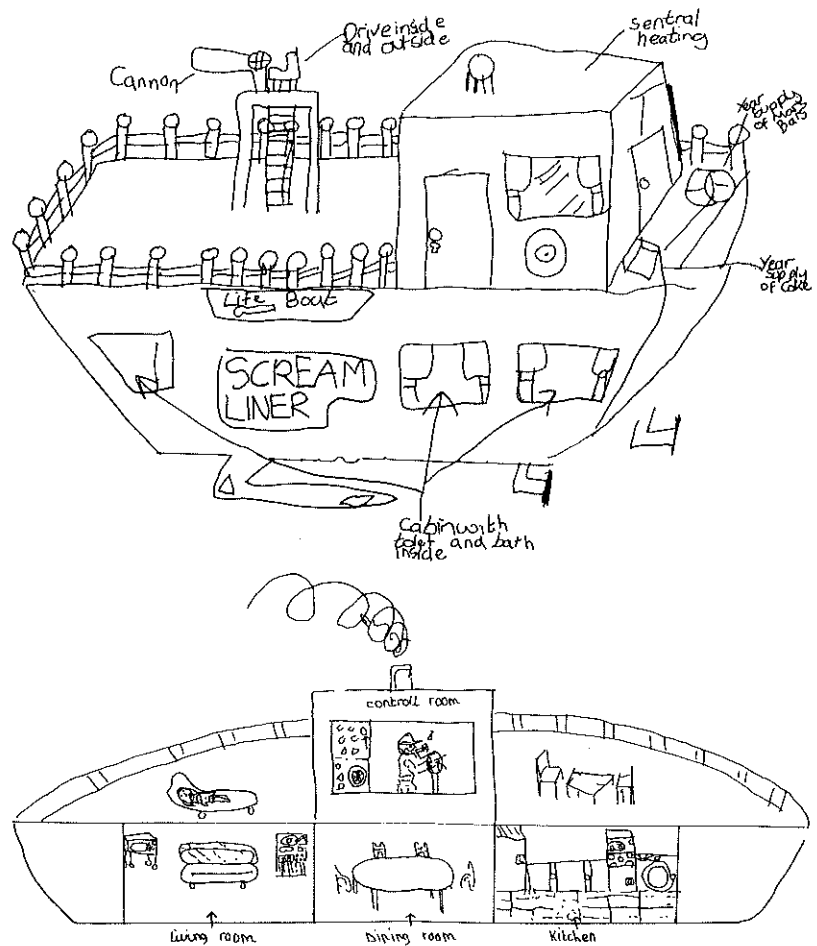 Drive inside
and outside
Cannon
Sentral
heating
Year
supply
of Mars
Bars
Year
supply
of Coke
Life Boat
SCREAM
LINER
Cabin with
toilet and bath
inside
controll room
Living room
Dining room
Kitchen